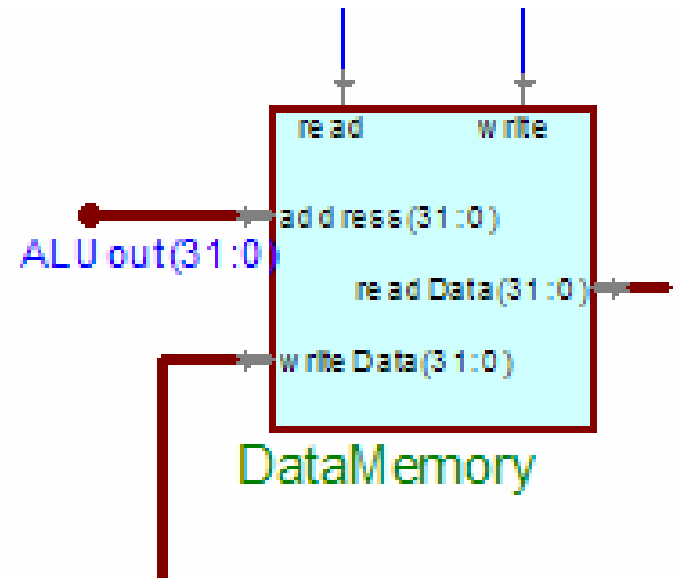 read write
address(31:0)
ALUout(31:0)
readData(31:0)
writeData(31:0)
DataMemory